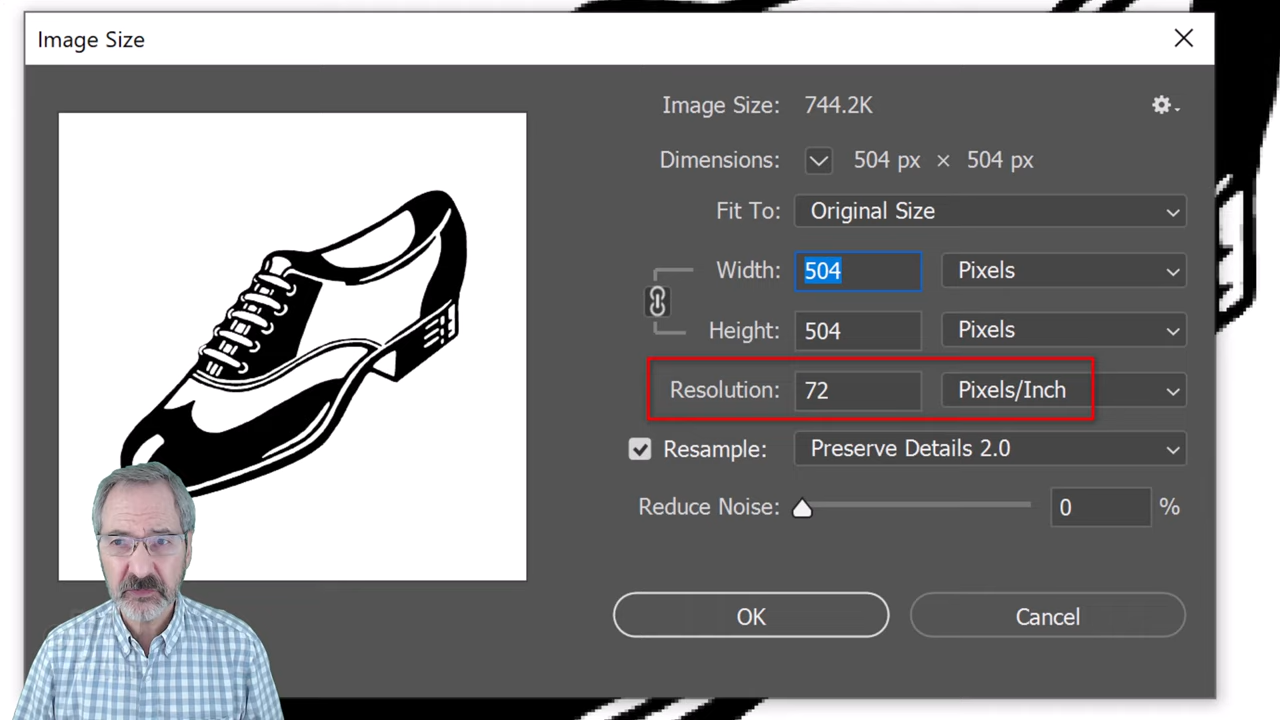 Image Size
Image Size: 744.2K
Dimensions: 504 px × 504 px
Fit To: Original Size
Width: 504 Pixels
Height: 504 Pixels
Resolution: 72 Pixels/Inch
Resample: Preserve Details 2.0
Reduce Noise: 0 %
OK Cancel